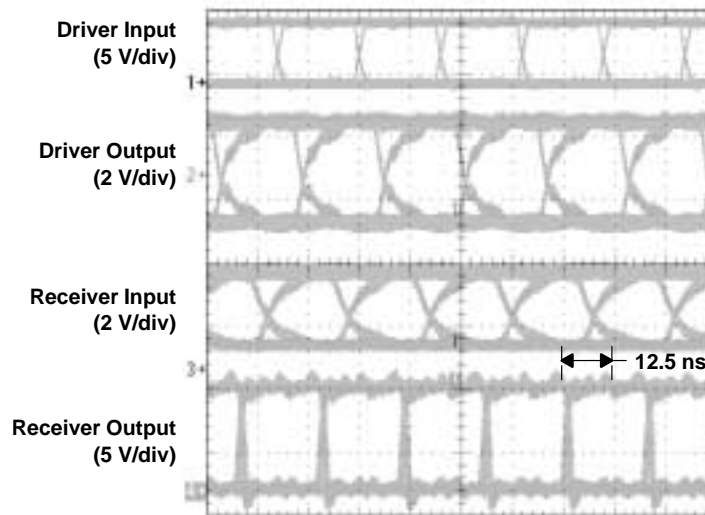 Driver Input
(5 V/div)
1+
Driver Output
(2 V/div)
2+
Receiver Input
(2 V/div)
12.5 ns
3+
Receiver Output
(5 V/div)